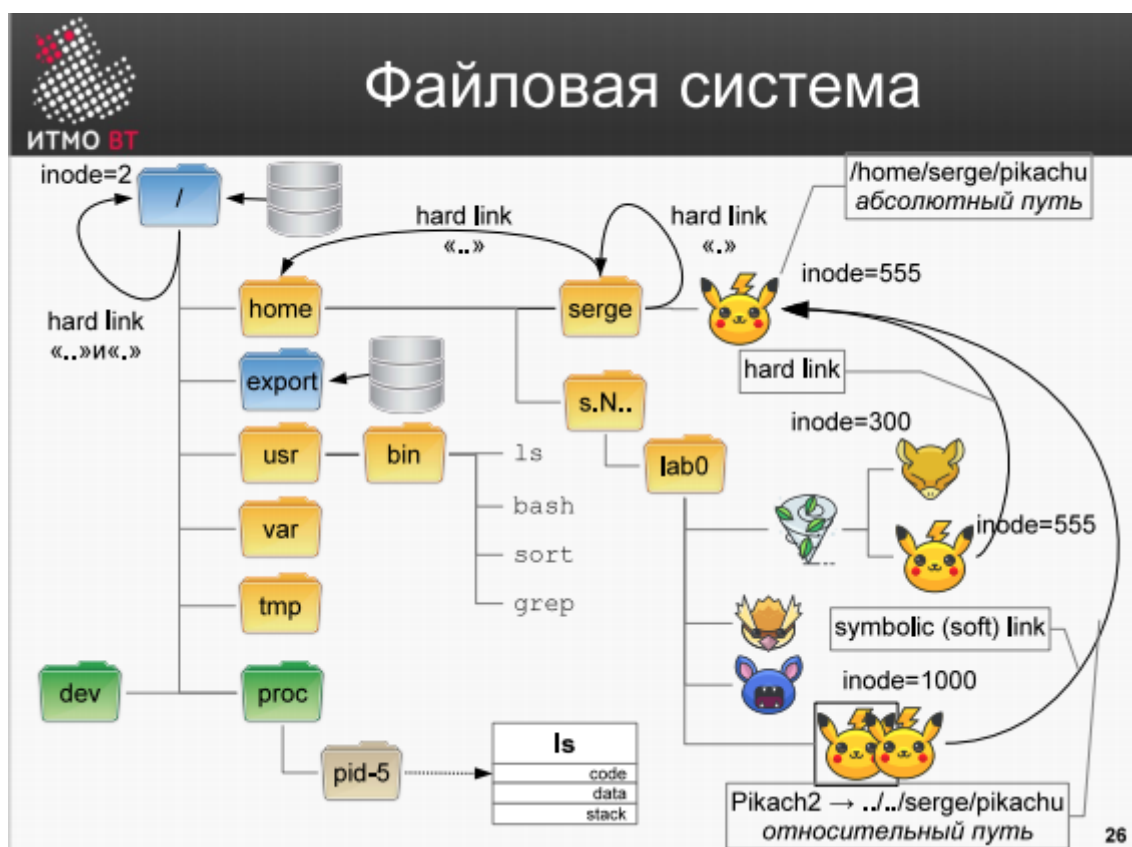 Файловая система
ИТМО ВТ
inode=2
/
/home/serge/pikachu
абсолютный путь
hard link
«..»
hard link
«.»
inode=555
home
serge
hard link
«..»и«.»
hard link
export
s.N..
inode=300
usr
bin
ls
lab0
bash
var
inode=555
sort
tmp
grep
symbolic (soft) link
dev
proc
inode=1000
ls
pid-5
code
data
stack
Pikach2 → ../../serge/pikachu
относительный путь
26